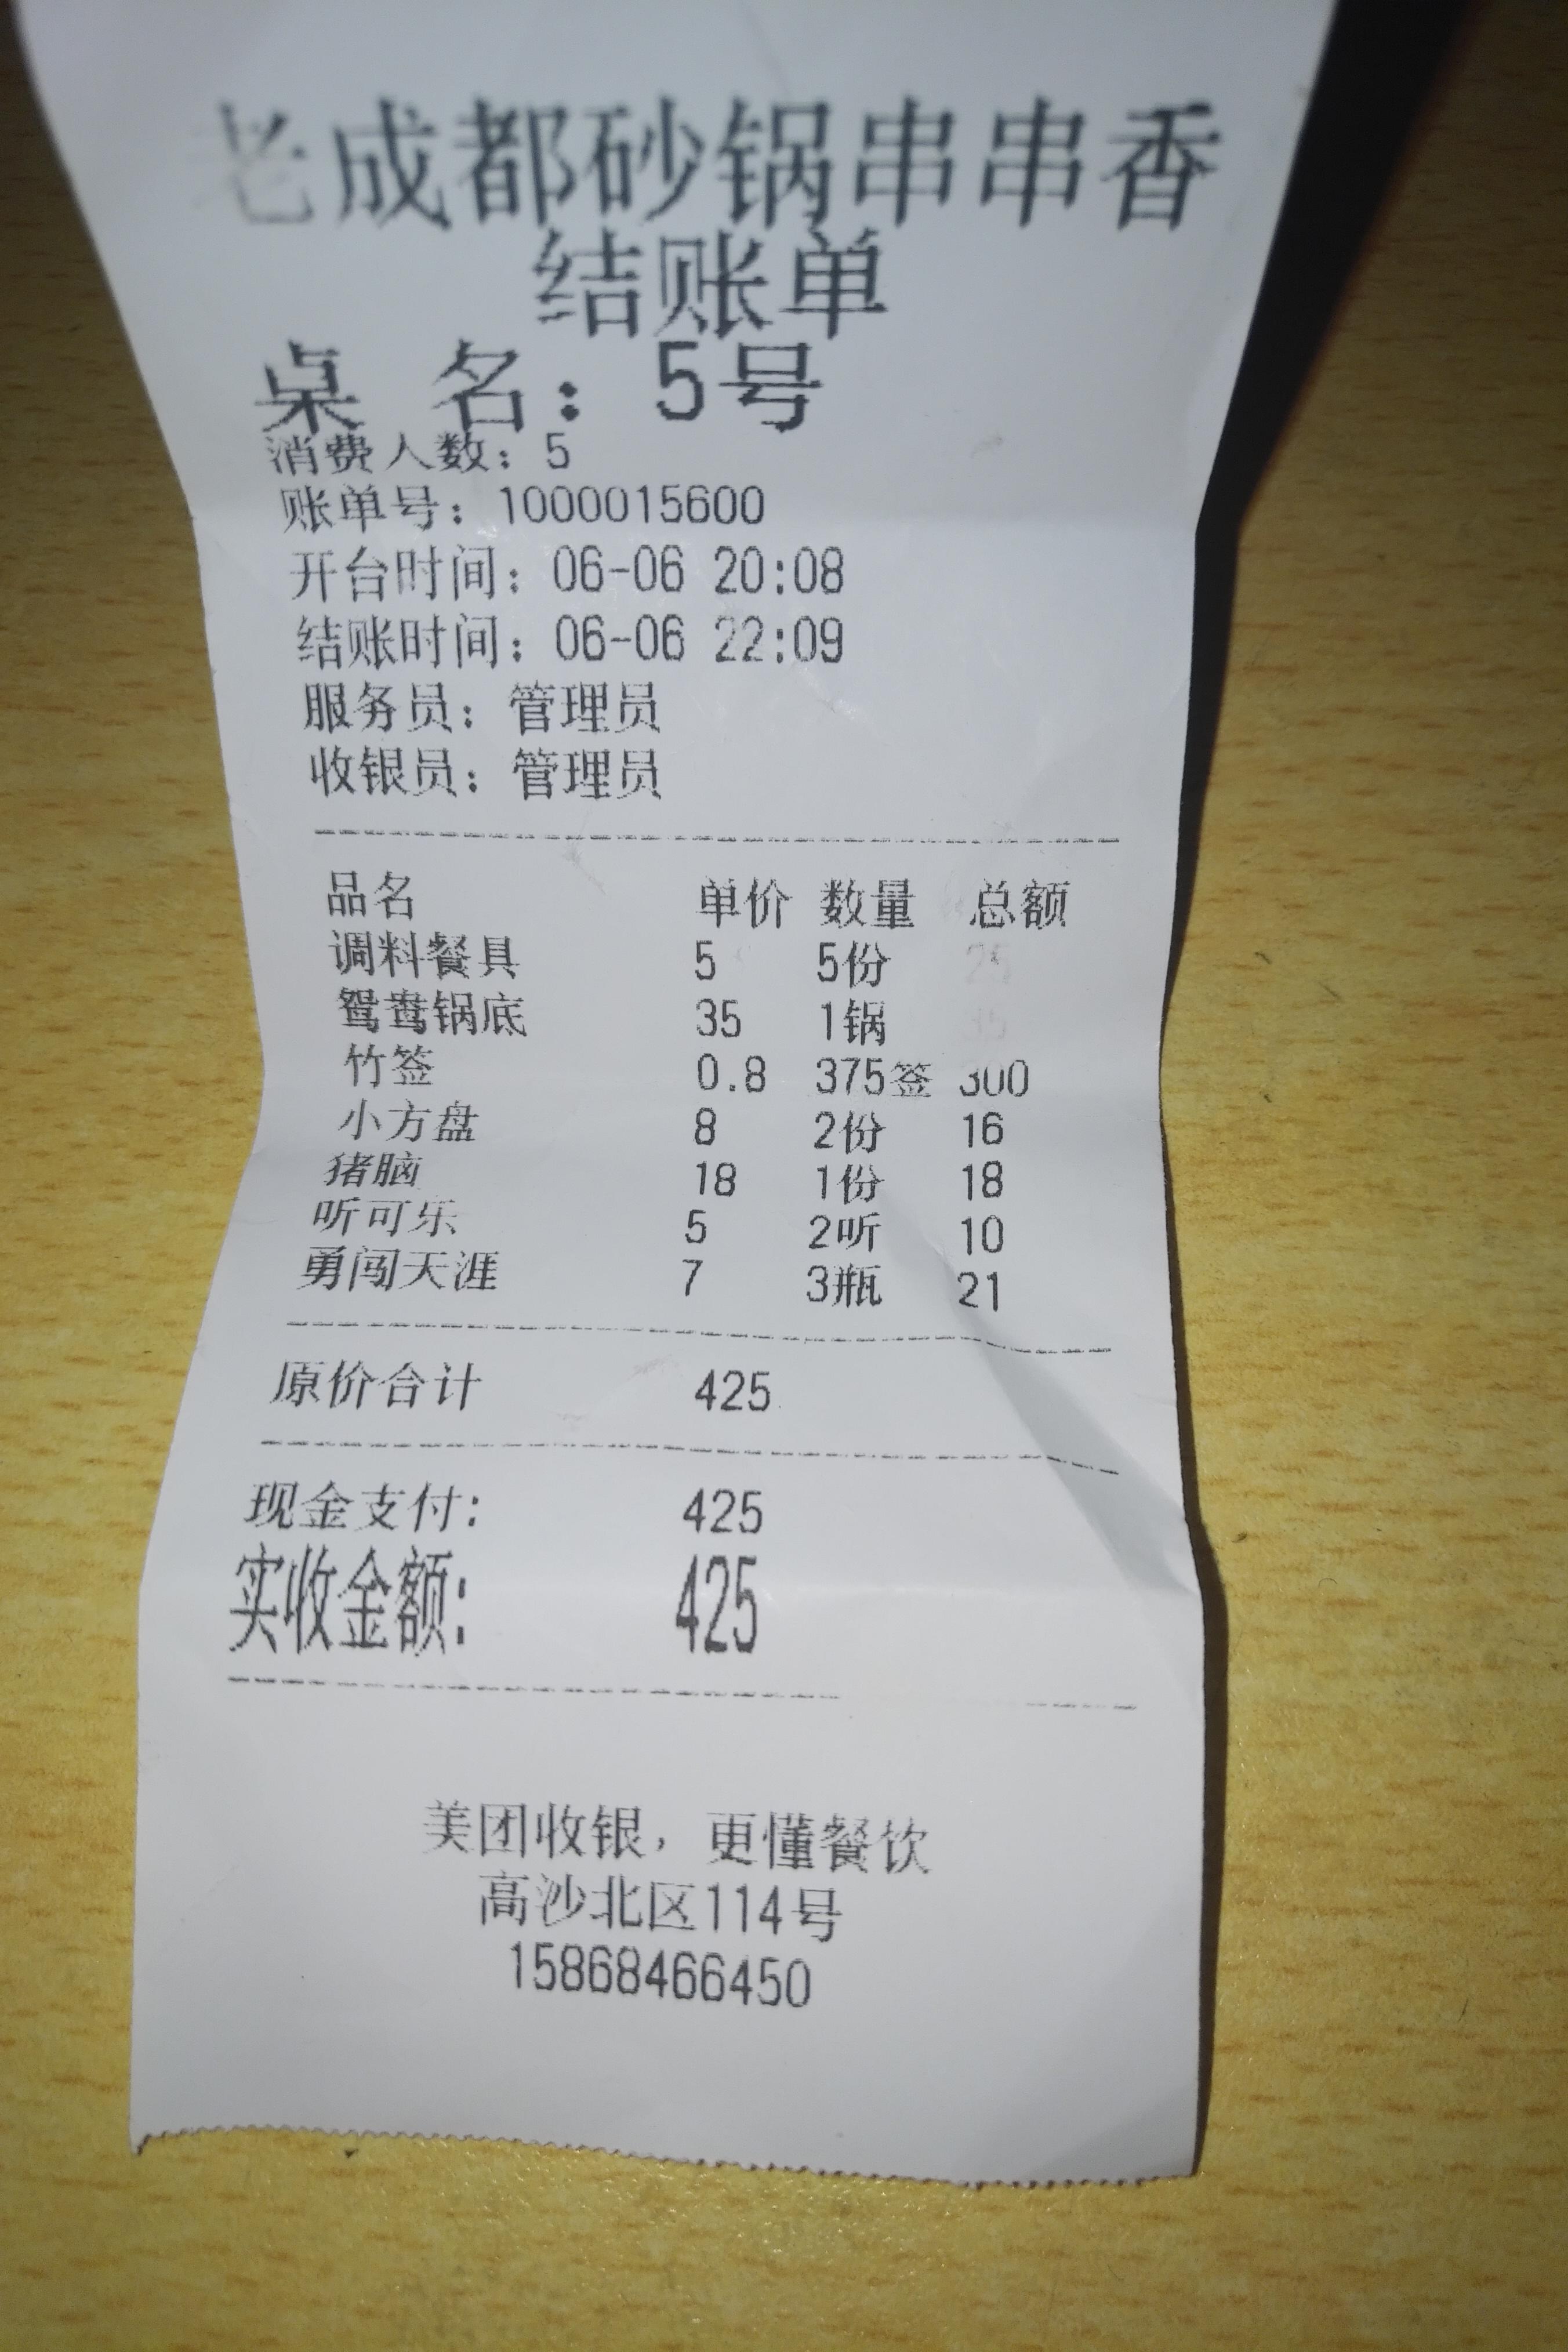 老成都砂锅串串香
结账单
桌 名：5号
消费人数：5
账单号：1000015600
开台时间：06-06 20:08
结账时间：06-06 22:09
服务员：管理员
收银员：管理员
品名 单价 数量 总额
调料餐具 5 5份 25
鸳鸯锅底 35 1锅 35
竹签 0.8 375签 300
小方盘 8 2份 16
猪脑 18 1份 18
听可乐 5 2听 10
勇闯天涯 7 3瓶 21
原价合计 425
现金支付: 425
实收金额: 425
美团收银，更懂餐饮
高沙北区114号
15868466450